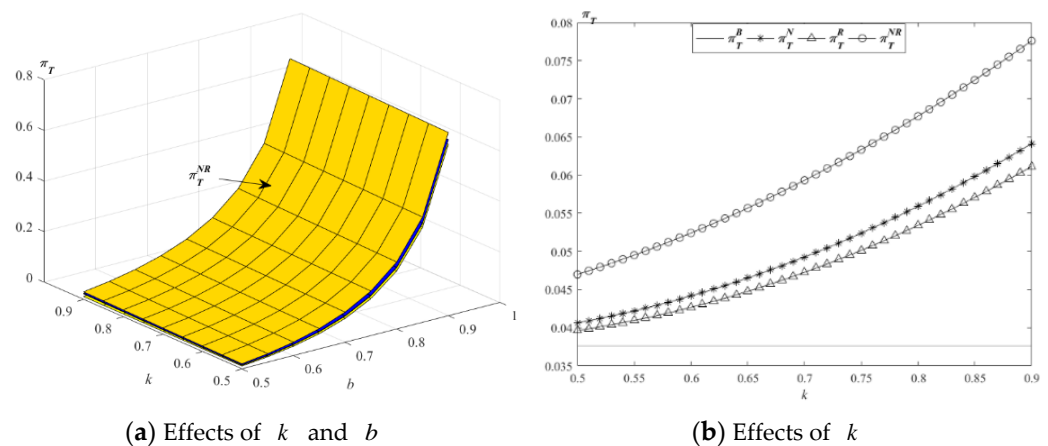 π_T
0.8
0.6
0.4
0.2
0
π_T^NR
0.9
0.8
0.7
0.6
0.5
k
0.5
0.6
0.7
0.8
0.9
1
b
(a) Effects of k and b
π_T
π_T^B π_T^N π_T^R π_T^NR
0.08
0.075
0.07
0.065
0.06
0.055
0.05
0.045
0.04
0.035
0.5 0.55 0.6 0.65 0.7 0.75 0.8 0.85 0.9
k
(b) Effects of k